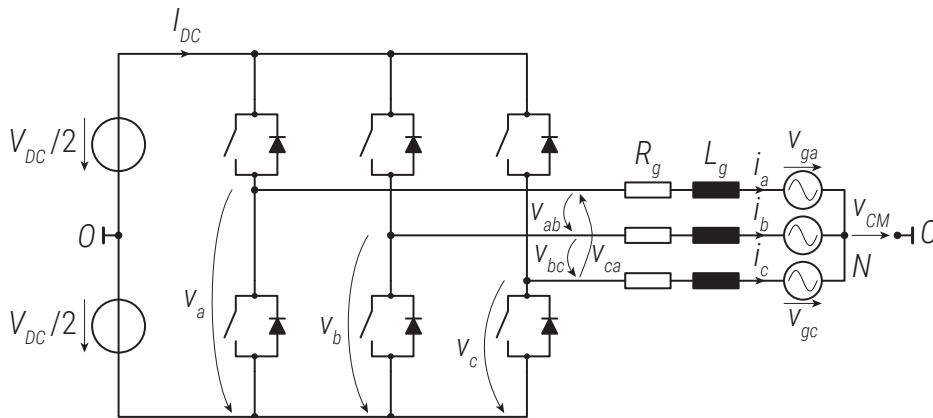 I_DC
V_DC/2
V_DC/2
O
v_a
v_b
v_c
v_ab
v_bc
v_ca
R_g
L_g
i_a
i_b
i_c
v_ga
v_gc
v_CM
N
O